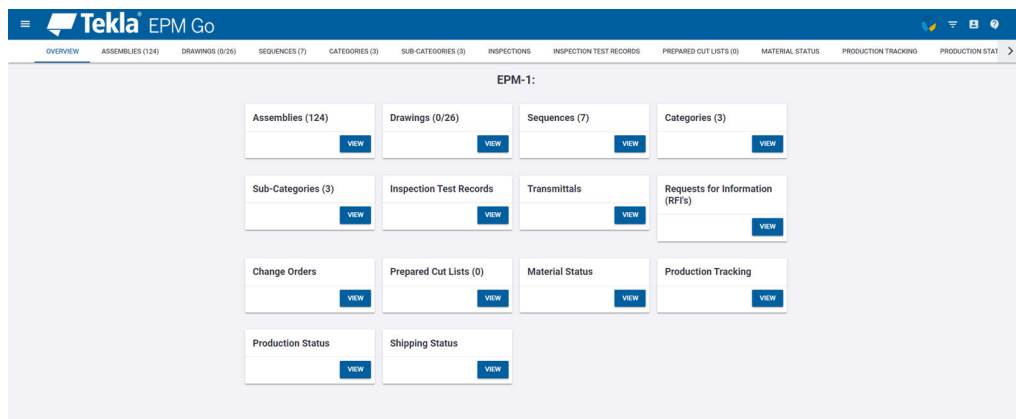 Tekla® EPM Go
OVERVIEW ASSEMBLIES (124) DRAWINGS (0/26) SEQUENCES (7) CATEGORIES (3) SUB-CATEGORIES (3) INSPECTIONS INSPECTION TEST RECORDS PREPARED CUT LISTS (0) MATERIAL STATUS PRODUCTION TRACKING PRODUCTION STAT
EPM-1:
Assemblies (124) Drawings (0/26) Sequences (7) Categories (3)
VIEW VIEW VIEW VIEW
Sub-Categories (3) Inspection Test Records Transmittals Requests for Information
(RFI's)
VIEW VIEW VIEW VIEW
Change Orders Prepared Cut Lists (0) Material Status Production Tracking
VIEW VIEW VIEW VIEW
Production Status Shipping Status
VIEW VIEW